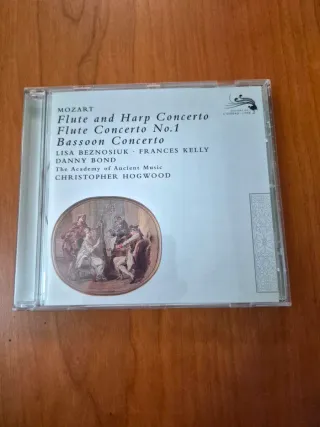 MOZART
Flute and Harp Concerto
Flute Concerto No.1
Bassoon Concerto
LISA BEZNOSIUK · FRANCES KELLY
DANNY BOND
The Academy of Ancient Music
CHRISTOPHER HOGWOOD